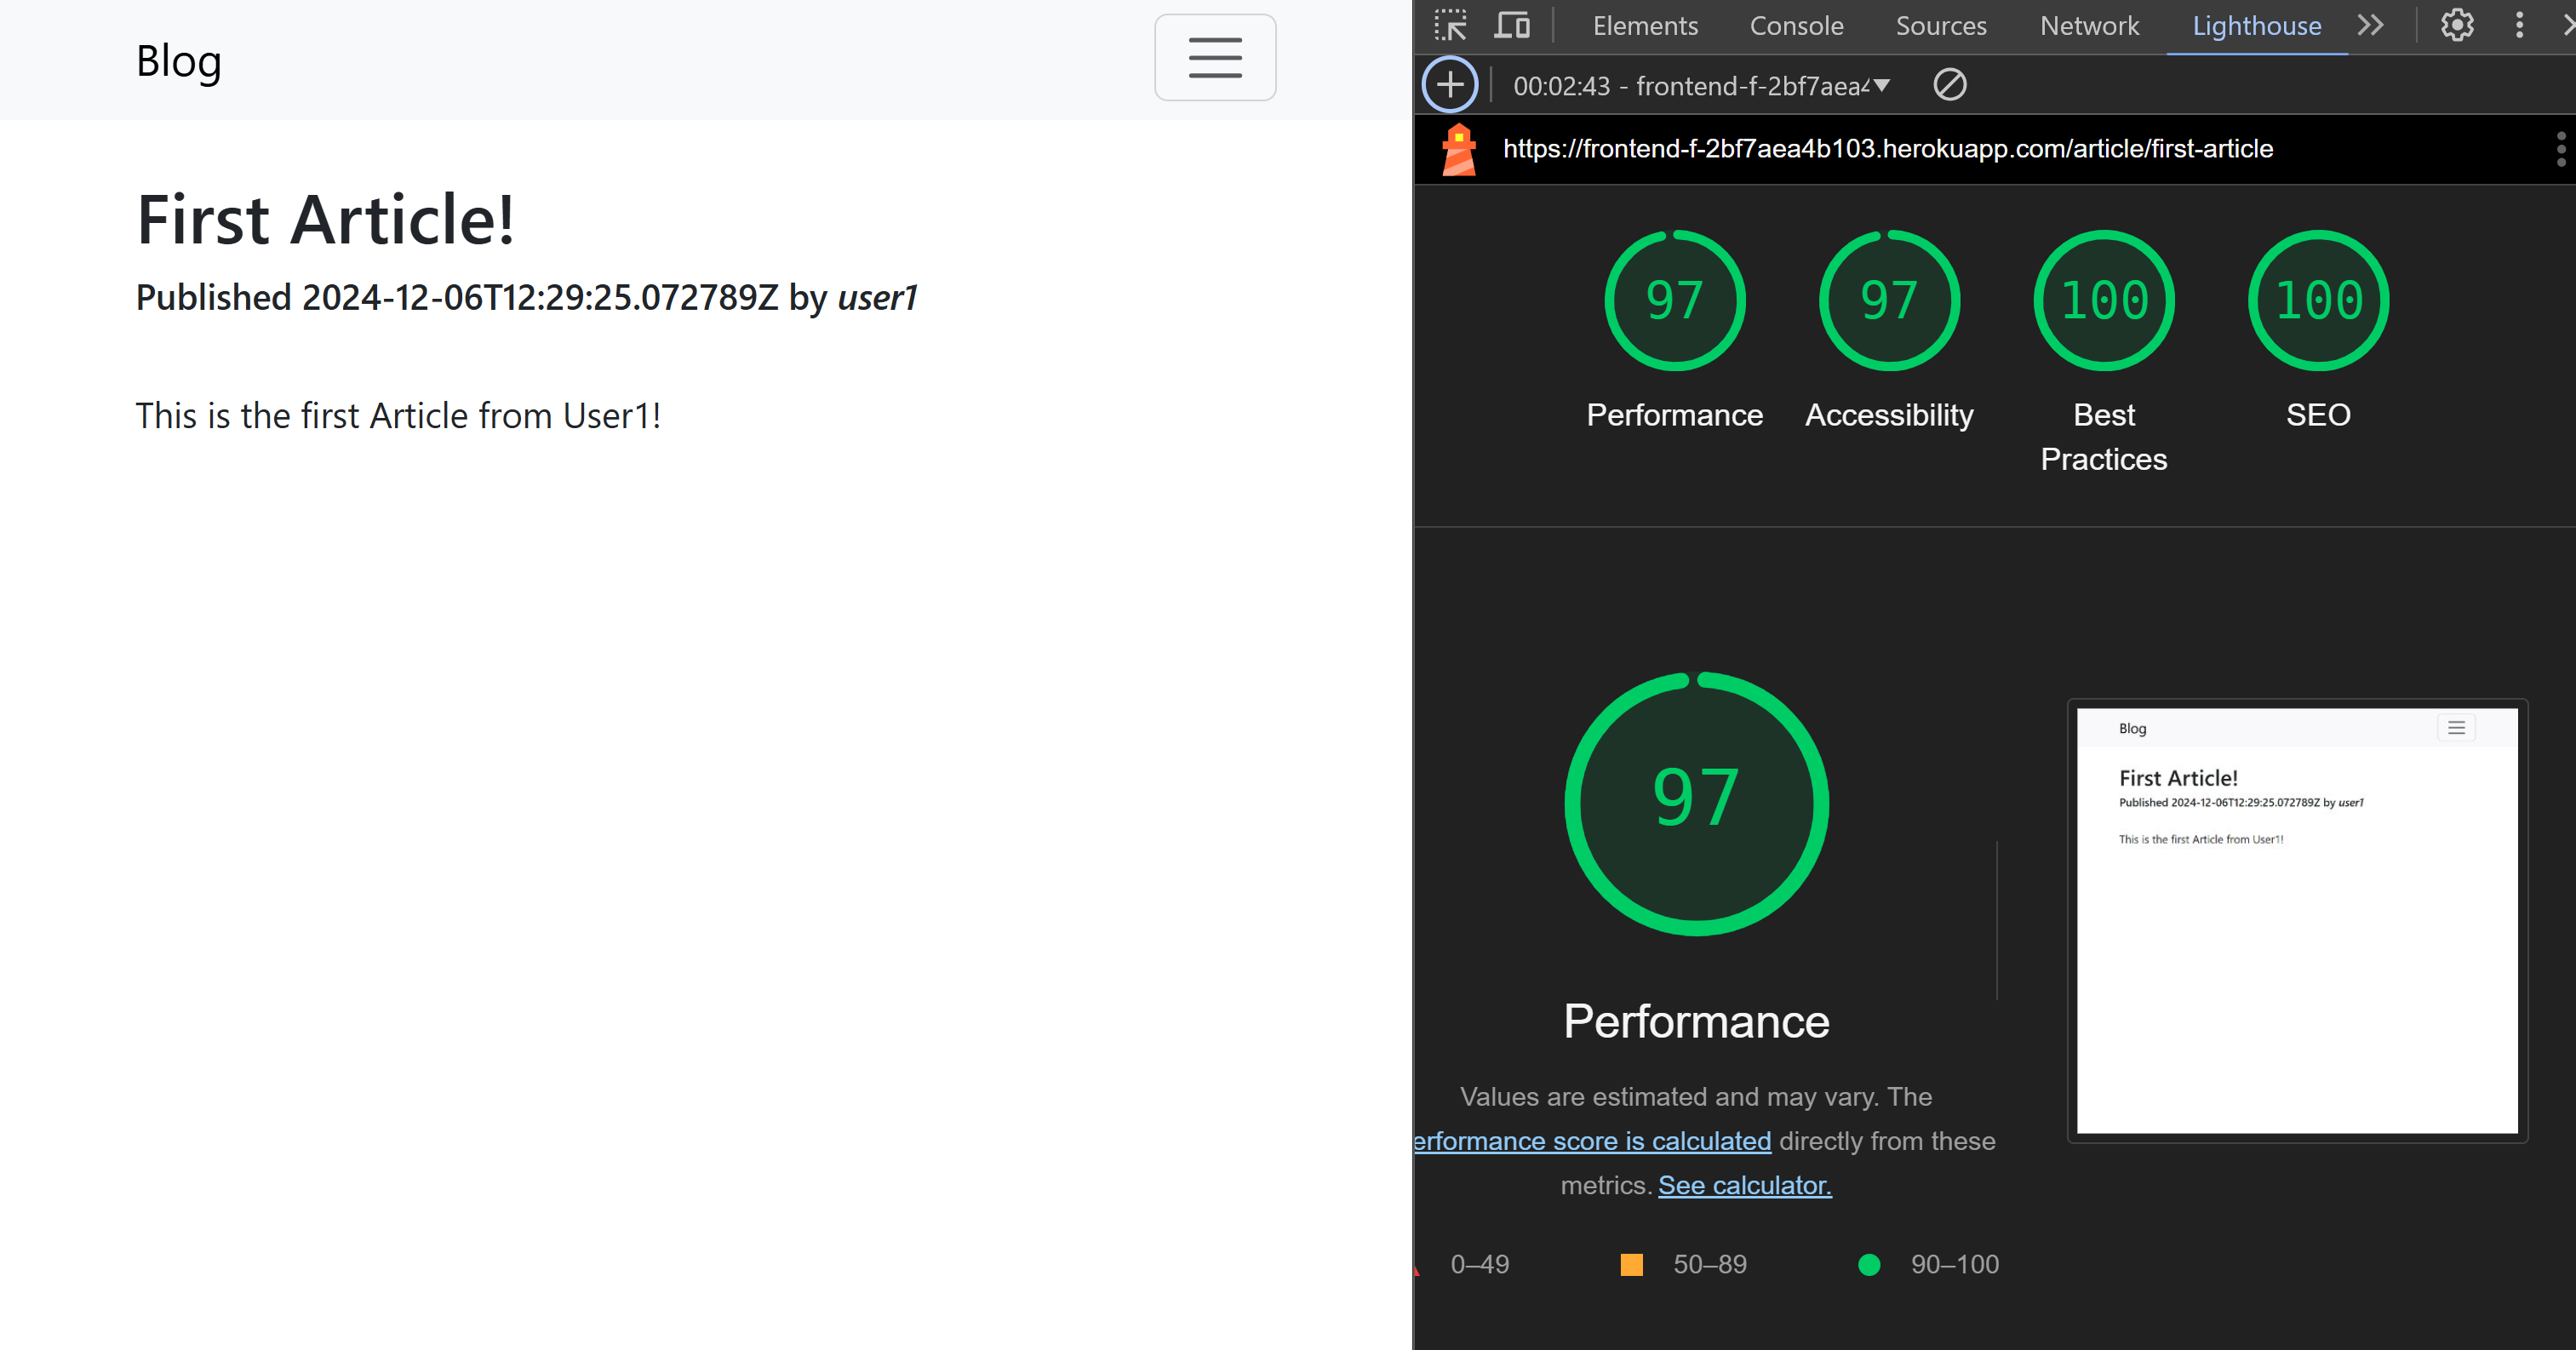 Blog
First Article!
Published 2024-12-06T12:29:25.072789Z by user1
This is the first Article from User1!
Elements Console Sources Network Lighthouse
00:02:43 - frontend-f-2bf7aea4
https://frontend-f-2bf7aea4b103.herokuapp.com/article/first-article
97 97 100 100
Performance Accessibility Best Practices SEO
97
Performance
Values are estimated and may vary. The
erformance score is calculated directly from these
metrics. See calculator.
0–49 50–89 90–100
Blog
First Article!
Published 2024-12-06T12:29:25.072789Z by user1
This is the first Article from User1!